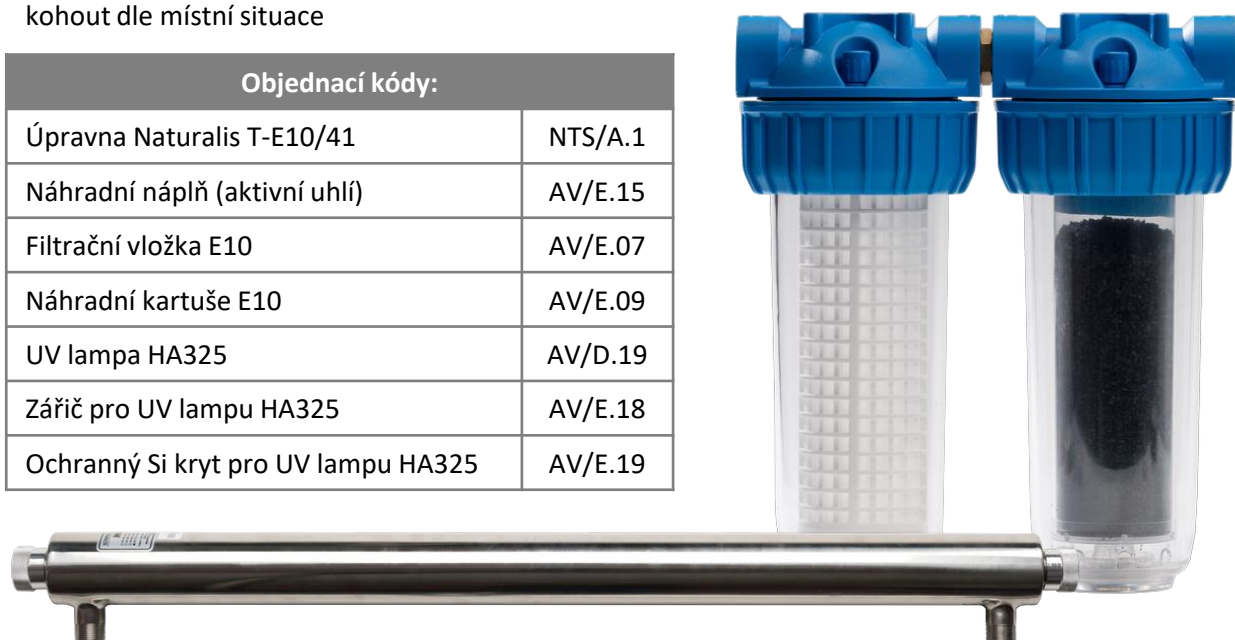 kohout dle místní situace
Objednací kódy:
Úpravna Naturalis T-E10/41 NTS/A.1
Náhradní náplň (aktivní uhlí) AV/E.15
Filtrační vložka E10 AV/E.07
Náhradní kartuše E10 AV/E.09
UV lampa HA325 AV/D.19
Zářič pro UV lampu HA325 AV/E.18
Ochranný Si kryt pro UV lampu HA325 AV/E.19